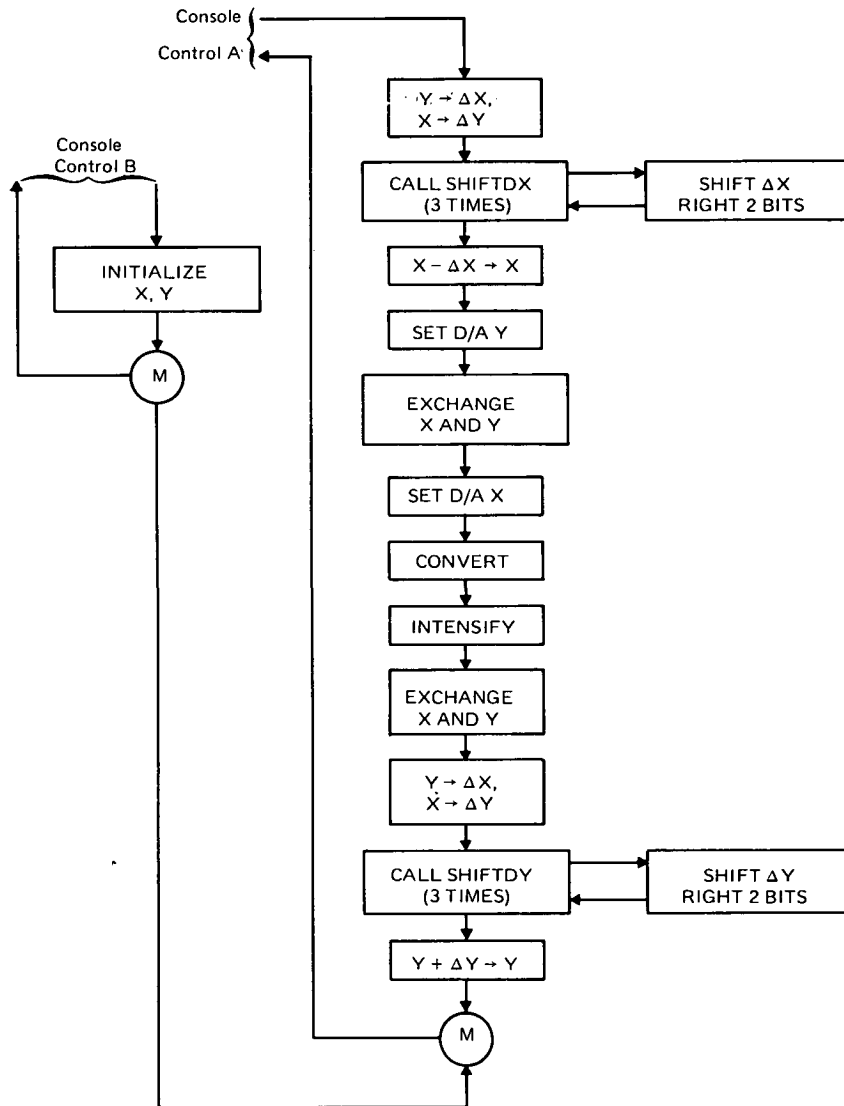 Console
Control A
Y → ΔX,
X → ΔY
Console
Control B
CALL SHIFTDX
(3 TIMES)
SHIFT ΔX
RIGHT 2 BITS
INITIALIZE
X, Y
X – ΔX → X
SET D/A Y
M
EXCHANGE
X AND Y
SET D/A X
CONVERT
INTENSIFY
EXCHANGE
X AND Y
Y → ΔX,
X → ΔY
CALL SHIFTDY
(3 TIMES)
SHIFT ΔY
RIGHT 2 BITS
Y + ΔY → Y
M